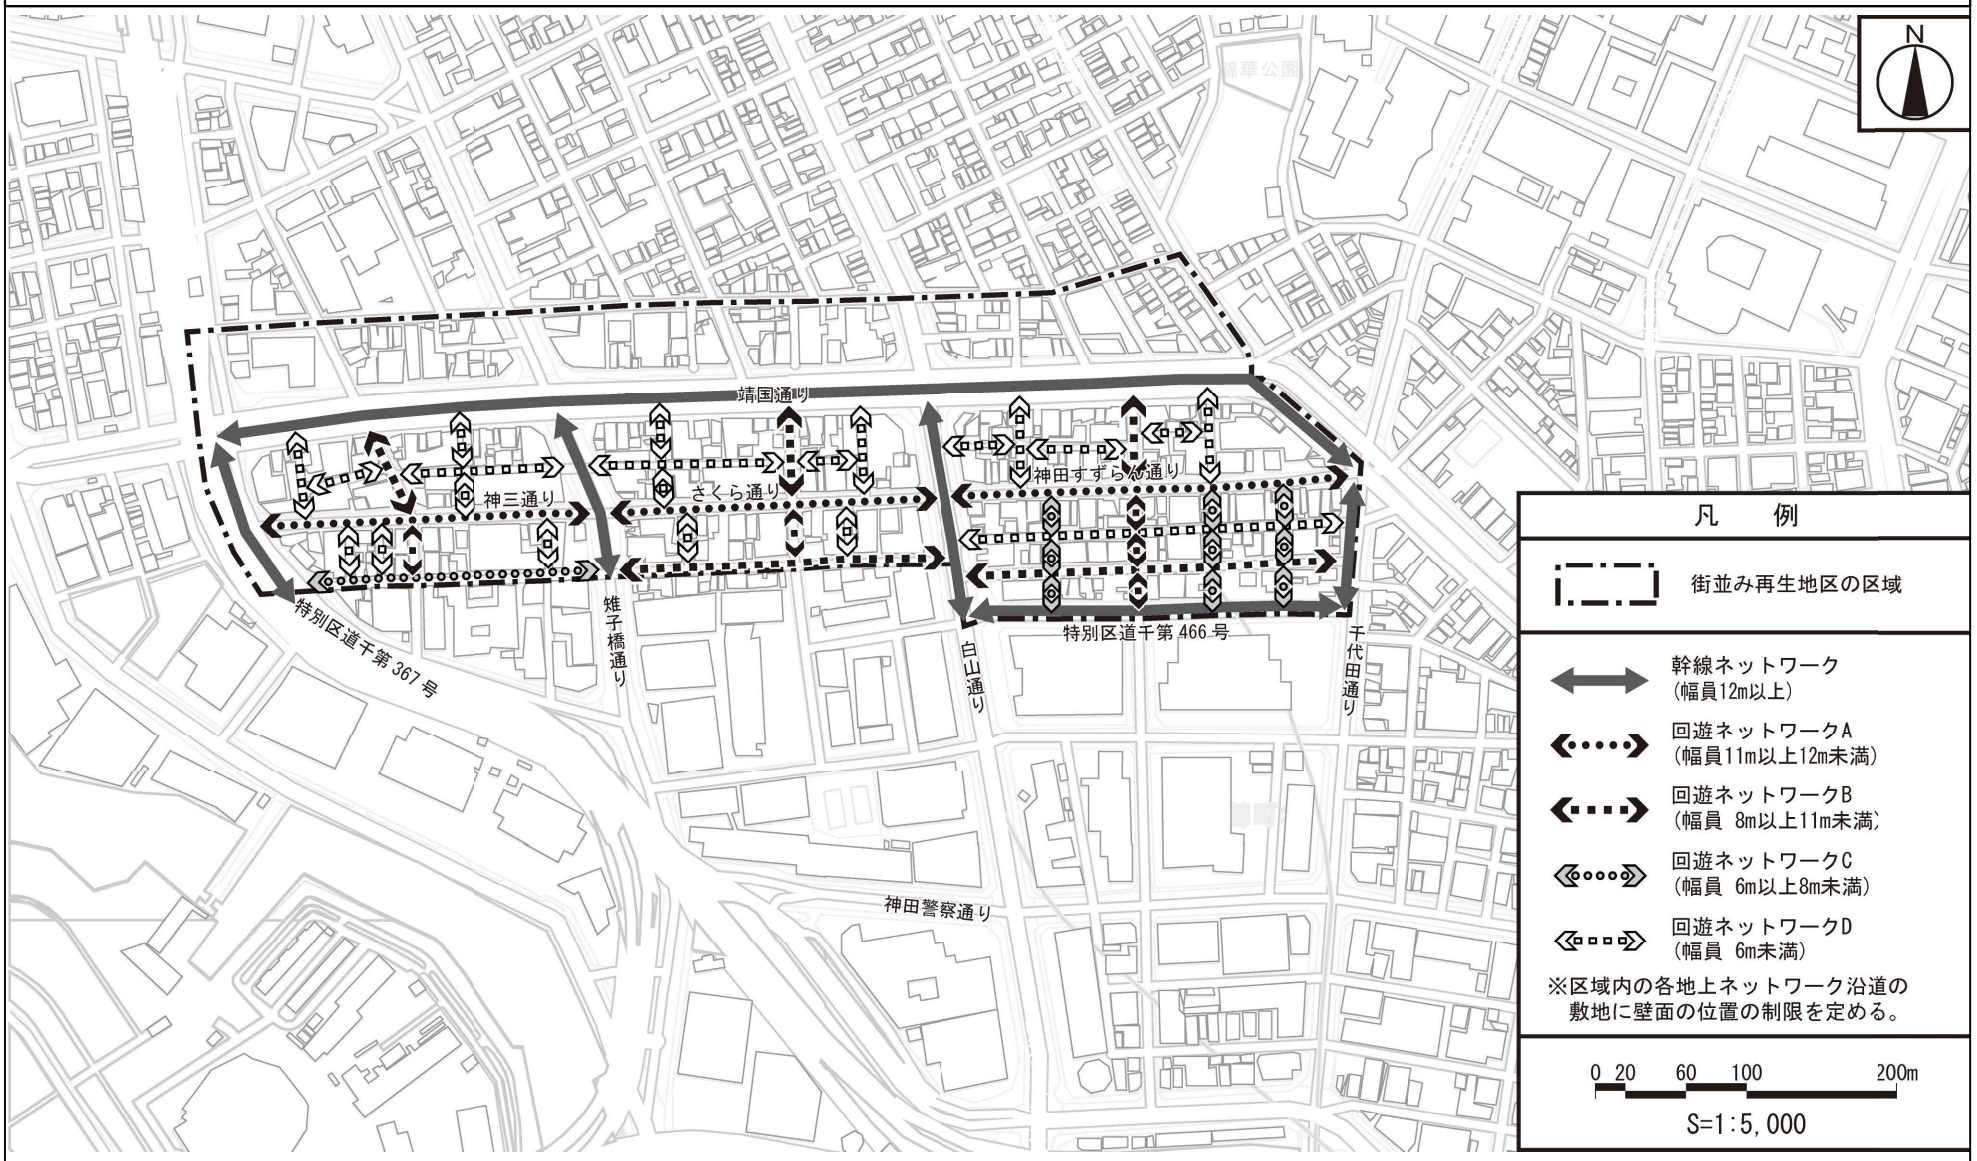 錦華公園
N
靖国通り
神田すずらん通り
神三通り
さくら通り
特別区道千第367号
雉子橋通り
白山通り
特別区道千第466号
千代田通り
神田警察通り
凡 例
街並み再生地区の区域
幹線ネットワーク
(幅員12m以上)
回遊ネットワークA
(幅員11m以上12m未満)
回遊ネットワークB
(幅員 8m以上11m未満)
回遊ネットワークC
(幅員 6m以上8m未満)
回遊ネットワークD
(幅員 6m未満)
※区域内の各地上ネットワーク沿道の
敷地に壁面の位置の制限を定める。
0 20 60 100 200m
S=1:5,000